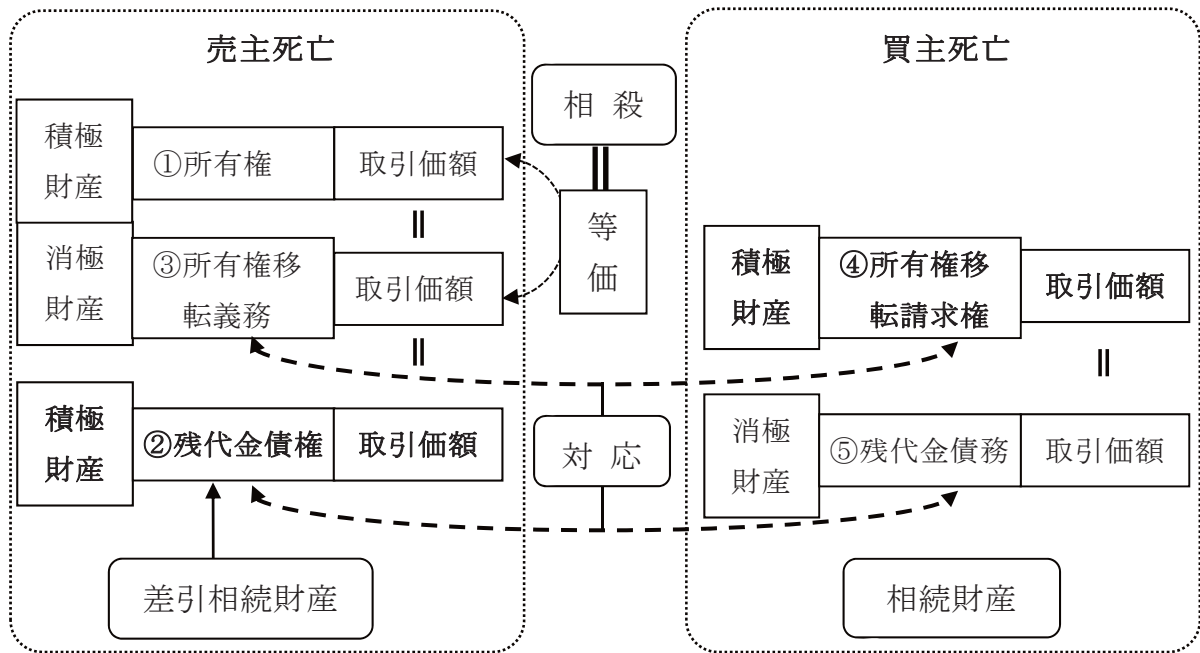 売主死亡
積極
財産
①所有権
取引価額
||
消極
財産
③所有権移
転義務
取引価額
||
積極
財産
②残代金債権
取引価額
差引相続財産
相 殺
||
等
価
対 応
買主死亡
積極
財産
④所有権移
転請求権
取引価額
||
消極
財産
⑤残代金債務
取引価額
相続財産